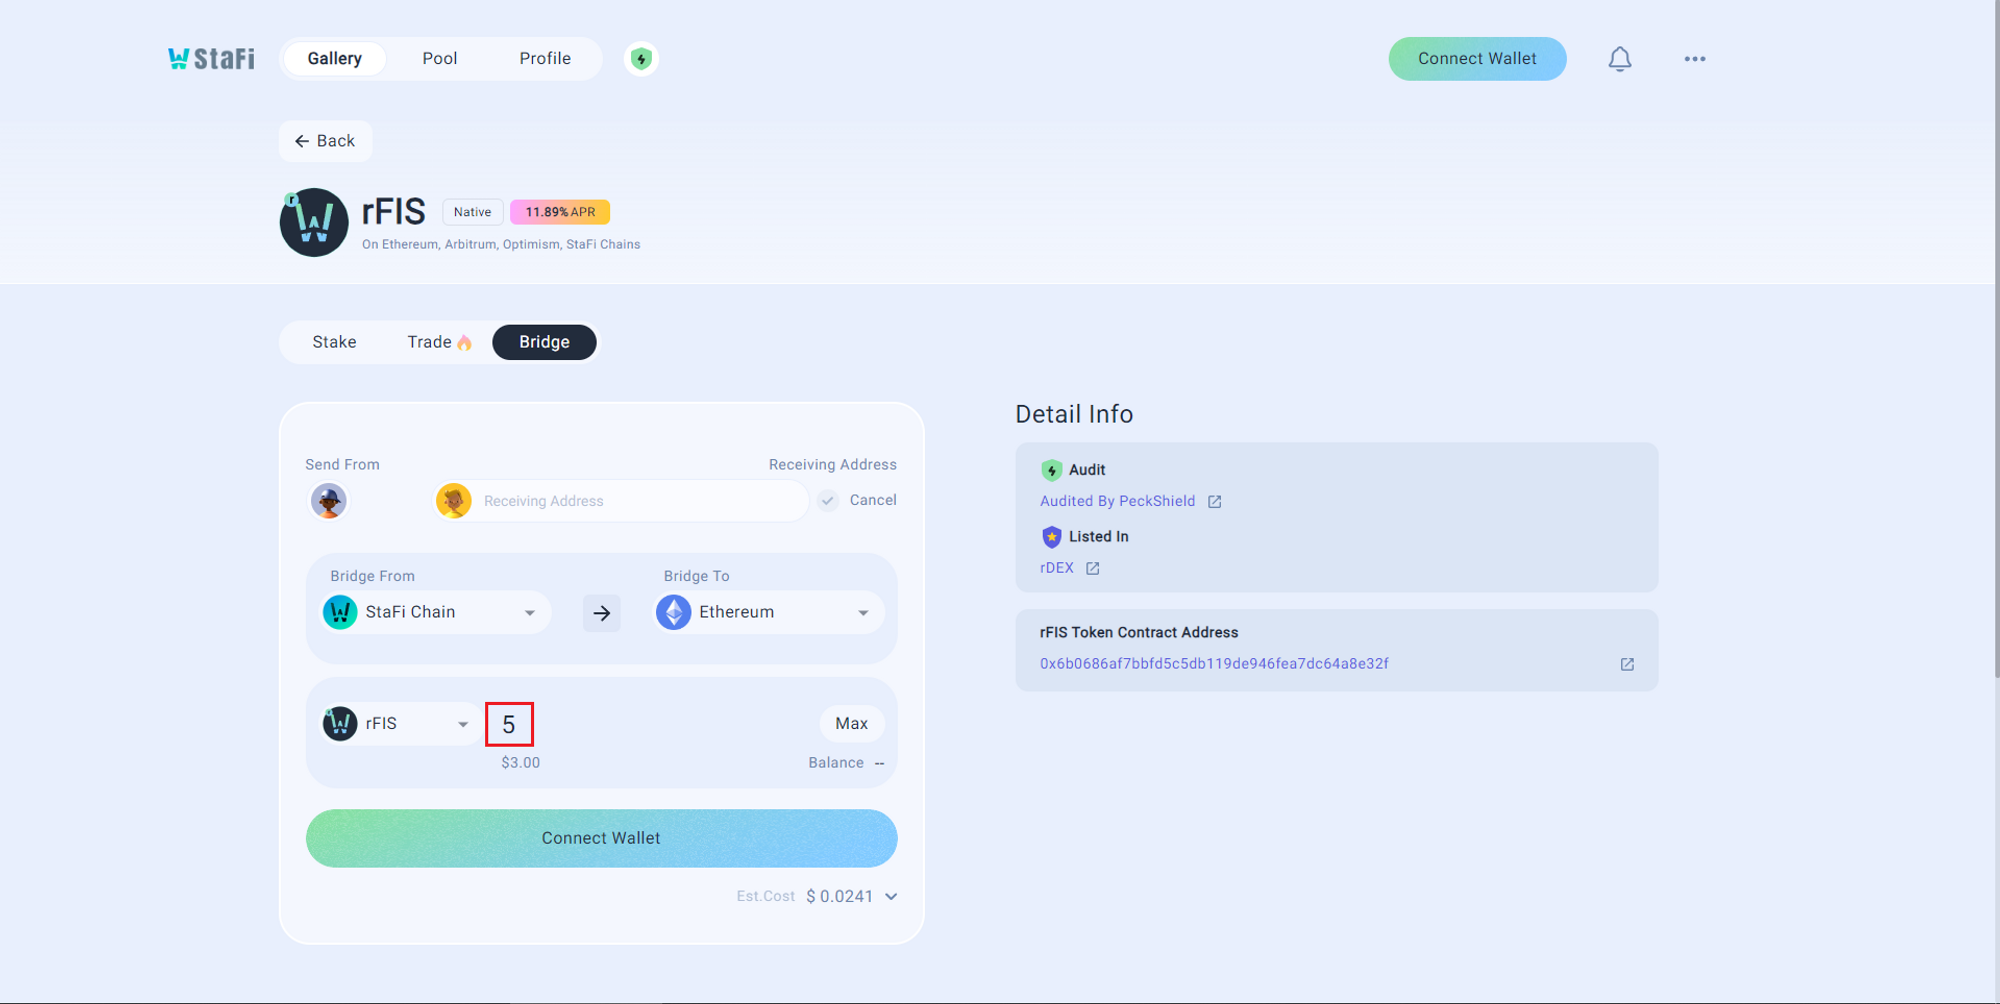 StaFi Gallery Pool Profile Connect Wallet
Back
rFIS Native 11.89% APR
On Ethereum, Arbitrum, Optimism, StaFi Chains
Stake Trade Bridge
Send From Receiving Address
Receiving Address Cancel
Bridge From Bridge To
StaFi Chain Ethereum
rFIS 5 Max
$3.00 Balance --
Connect Wallet
Est.Cost $ 0.0241
Detail Info
Audit
Audited By PeckShield
Listed In
rDEX
rFIS Token Contract Address
0x6b0686af7bbfd5c5db119de946fea7dc64a8e32f